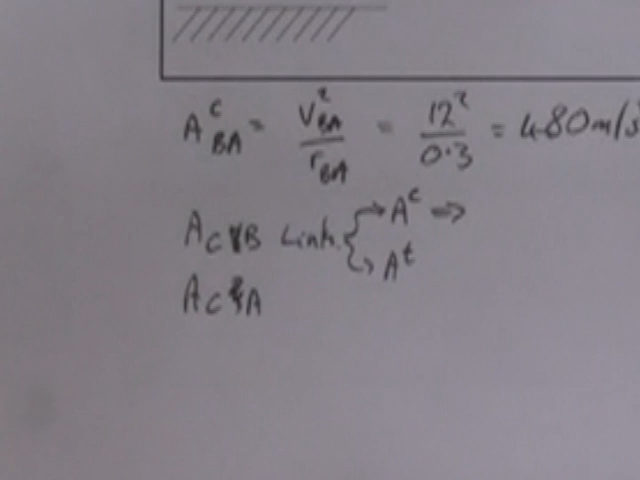 A^c_BA = V²_BA / r_BA = 12² / 0.3 = 480 m/s
A_C B Link { → A^c ⇒
→ A^t
A_C A